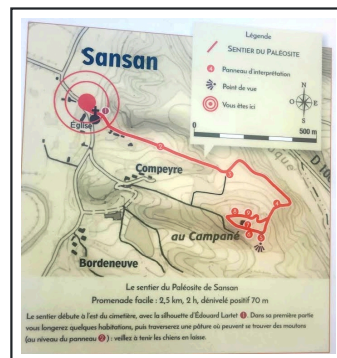 Légende
SENTIER DU PALÉOSITE
Panneau d'interprétation
Point de vue
Vous êtes ici
N
O
E
S
0
500 m
Sansan
Église
Compeyre
au Campané
Bordeneuve
Le sentier du Paléosite de Sansan
Promenade facile : 2,5 km, 2 h, dénivelé positif 70 m
Le sentier débute à l'est du cimetière, avec la silhouette d'Édouard Lartet 1. Dans sa première partie
vous longerez quelques habitations, puis traverserez une pâture où peuvent se trouver des moutons
(au niveau du panneau 2) : veillez à tenir les chiens en laisse.